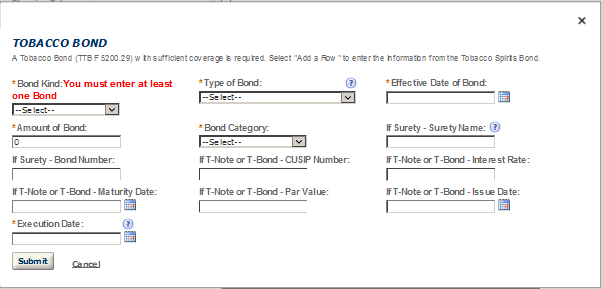 TOBACCO BOND
A Tobacco Bond (TTB F 5200.29) with sufficient coverage is required. Select "Add a Row" to enter the information from the Tobacco Spirits Bond.
*Bond Kind:You must enter at least one Bond
*Type of Bond:
*Effective Date of Bond:
--Select--
--Select--
*Amount of Bond:
*Bond Category:
If Surety - Surety Name:
0
--Select--
If Surety - Bond Number:
If T-Note or T-Bond - CUSIP Number:
If T-Note or T-Bond - Interest Rate:
If T-Note or T-Bond - Maturity Date:
If T-Note or T-Bond - Par Value:
If T-Note or T-Bond - Issue Date:
*Execution Date:
Submit
Cancel